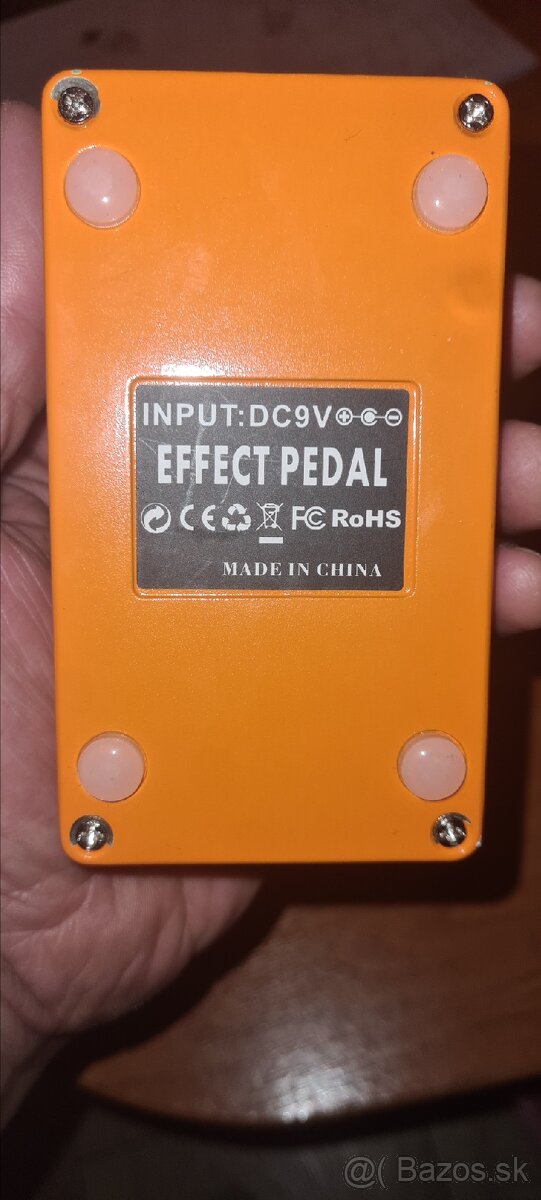 INPUT:DC9V
EFFECT PEDAL
CE FC RoHS
MADE IN CHINA
@( Bazos.sk